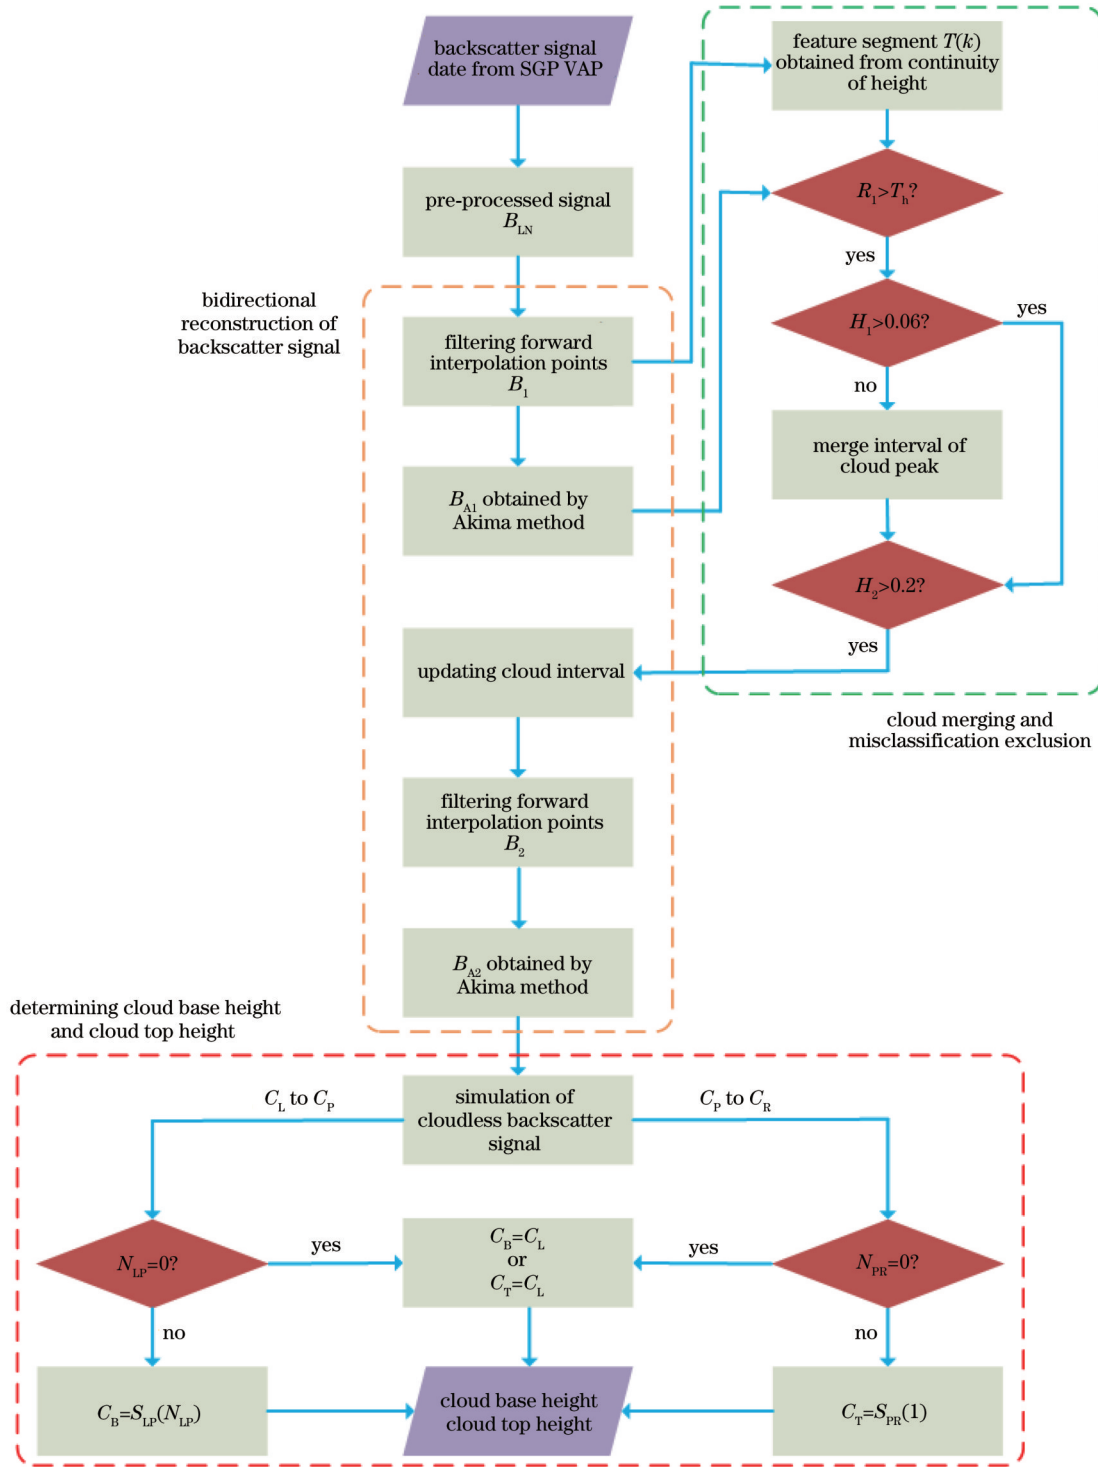 backscatter signal
date from SGP VAP
pre-processed signal
B_LN
bidirectional
reconstruction of
backscatter signal
filtering forward
interpolation points
B_1
B_A1 obtained by
Akima method
feature segment T(k)
obtained from continuity
of height
R_1>T_h?
yes
H_1>0.06?
yes
no
merge interval of
cloud peak
H_2>0.2?
yes
cloud merging and
misclassification exclusion
updating cloud interval
filtering forward
interpolation points
B_2
B_A2 obtained by
Akima method
determining cloud base height
and cloud top height
simulation of
cloudless backscatter
signal
C_L to C_P
C_P to C_R
N_LP=0?
yes
C_B=C_L
or
C_T=C_L
yes
N_PR=0?
no
no
C_B=S_LP(N_LP)
cloud base height
cloud top height
C_T=S_PR(1)